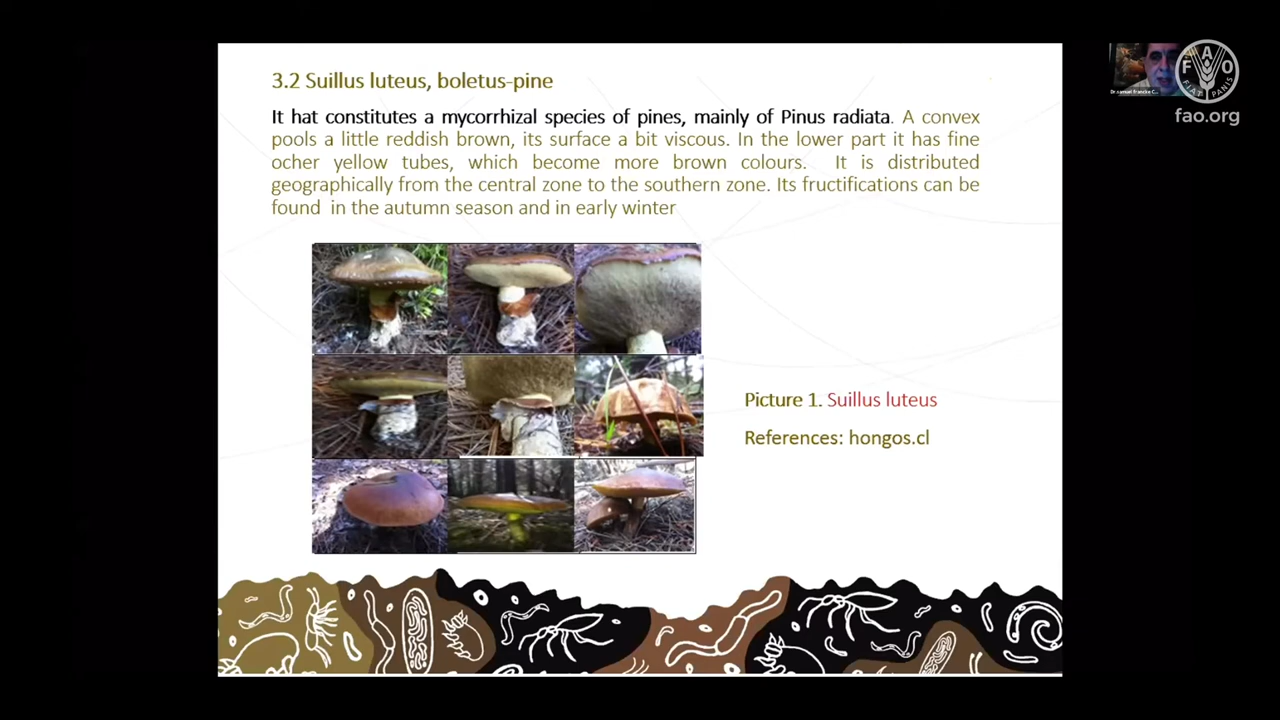 3.2 Suillus luteus, boletus-pine
It hat constitutes a mycorrhizal species of pines, mainly of Pinus radiata. A convex
pools a little reddish brown, its surface a bit viscous. In the lower part it has fine
ocher yellow tubes, which become more brown colours. It is distributed
geographically from the central zone to the southern zone. Its fructifications can be
found in the autumn season and in early winter
Picture 1. Suillus luteus
References: hongos.cl
F A O
FIAT PANIS
fao.org